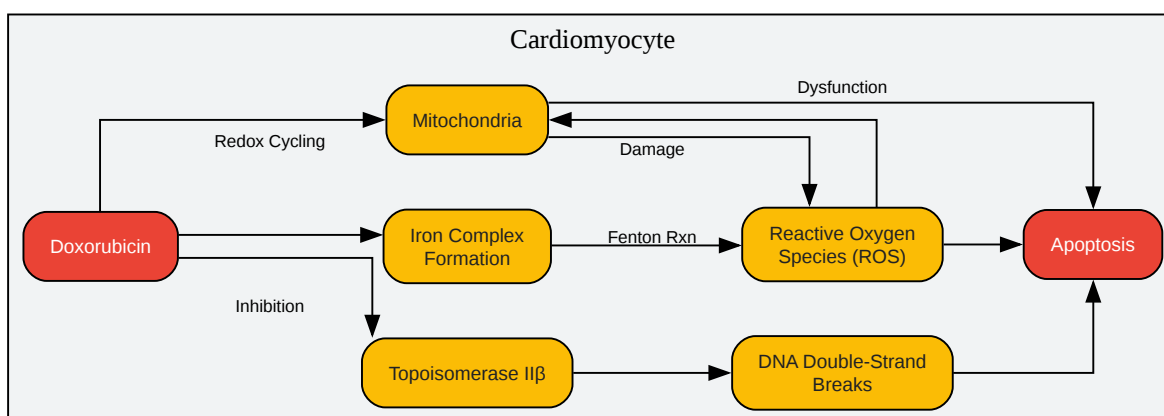 Cardiomyocyte
Dysfunction
Mitochondria
Redox Cycling
Damage
Doxorubicin
Iron Complex
Formation
Fenton Rxn
Reactive Oxygen
Species (ROS)
Apoptosis
Inhibition
Topoisomerase IIβ
DNA Double-Strand
Breaks